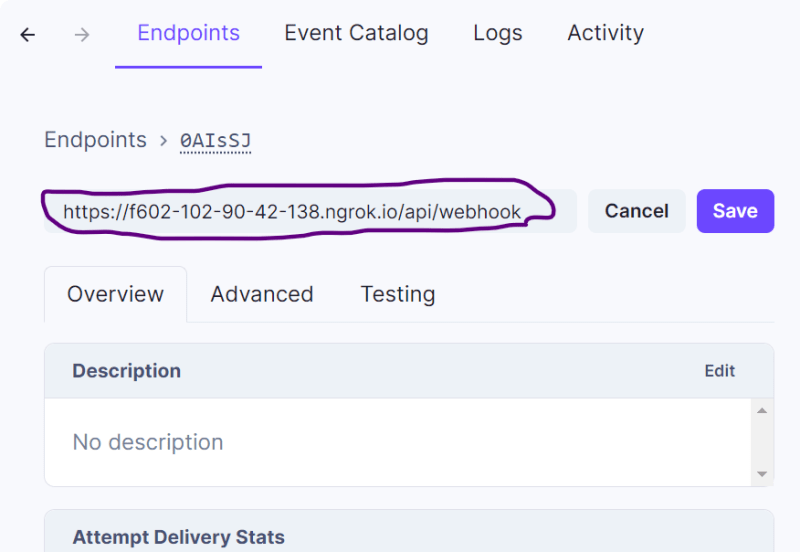 ← → Endpoints Event Catalog Logs Activity
Endpoints > 0AIsSJ
https://f602-102-90-42-138.ngrok.io/api/webhook Cancel Save
Overview Advanced Testing
Description Edit
No description
Attempt Delivery Stats